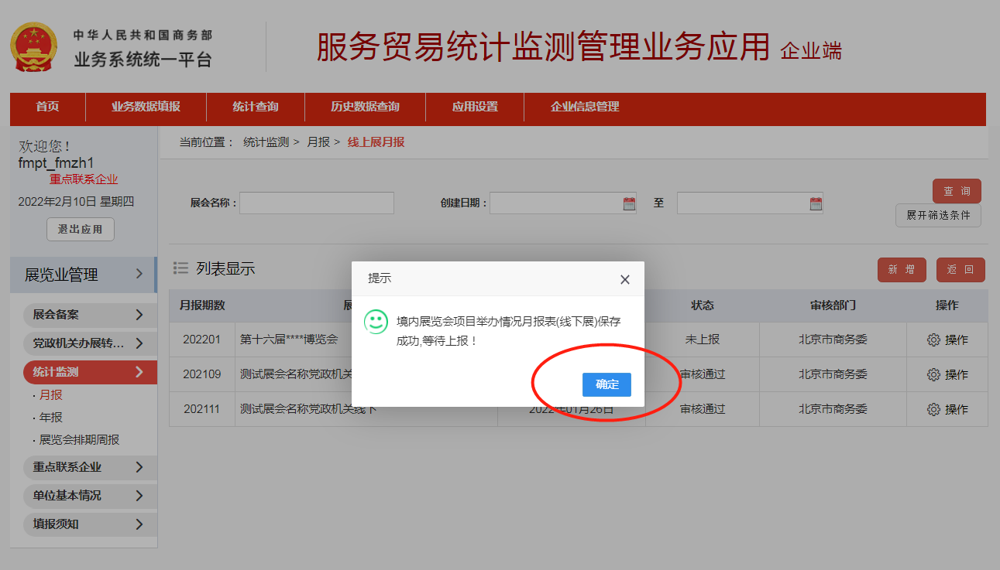 中华人民共和国商务部
业务系统统一平台
服务贸易统计监测管理业务应用 企业端
首页 业务数据填报 统计查询 历史数据查询 应用设置 企业信息管理
欢迎您！
fmpt_fmzh1
重点联系企业
2022年2月10日 星期四
退出应用
展览业管理
展会备案
党政机关办展转...
统计监测
· 月报
· 年报
· 展览会排期周报
重点联系企业
单位基本情况
填报须知
当前位置： 统计监测 > 月报 > 线上展月报
展会名称： 创建日期： 至
查 询
展开筛选条件
列表显示 新 增 返 回
月报期数 展 状态 审核部门 操作
202201 第十六届****博览会 未上报 北京市商务委 操作
202109 测试展会名称党政机关 审核通过 北京市商务委 操作
202111 测试展会名称党政机关线下 2022年01月26日 审核通过 北京市商务委 操作
提示
境内展览会项目举办情况月报表(线下展)保存
成功,等待上报！
确定